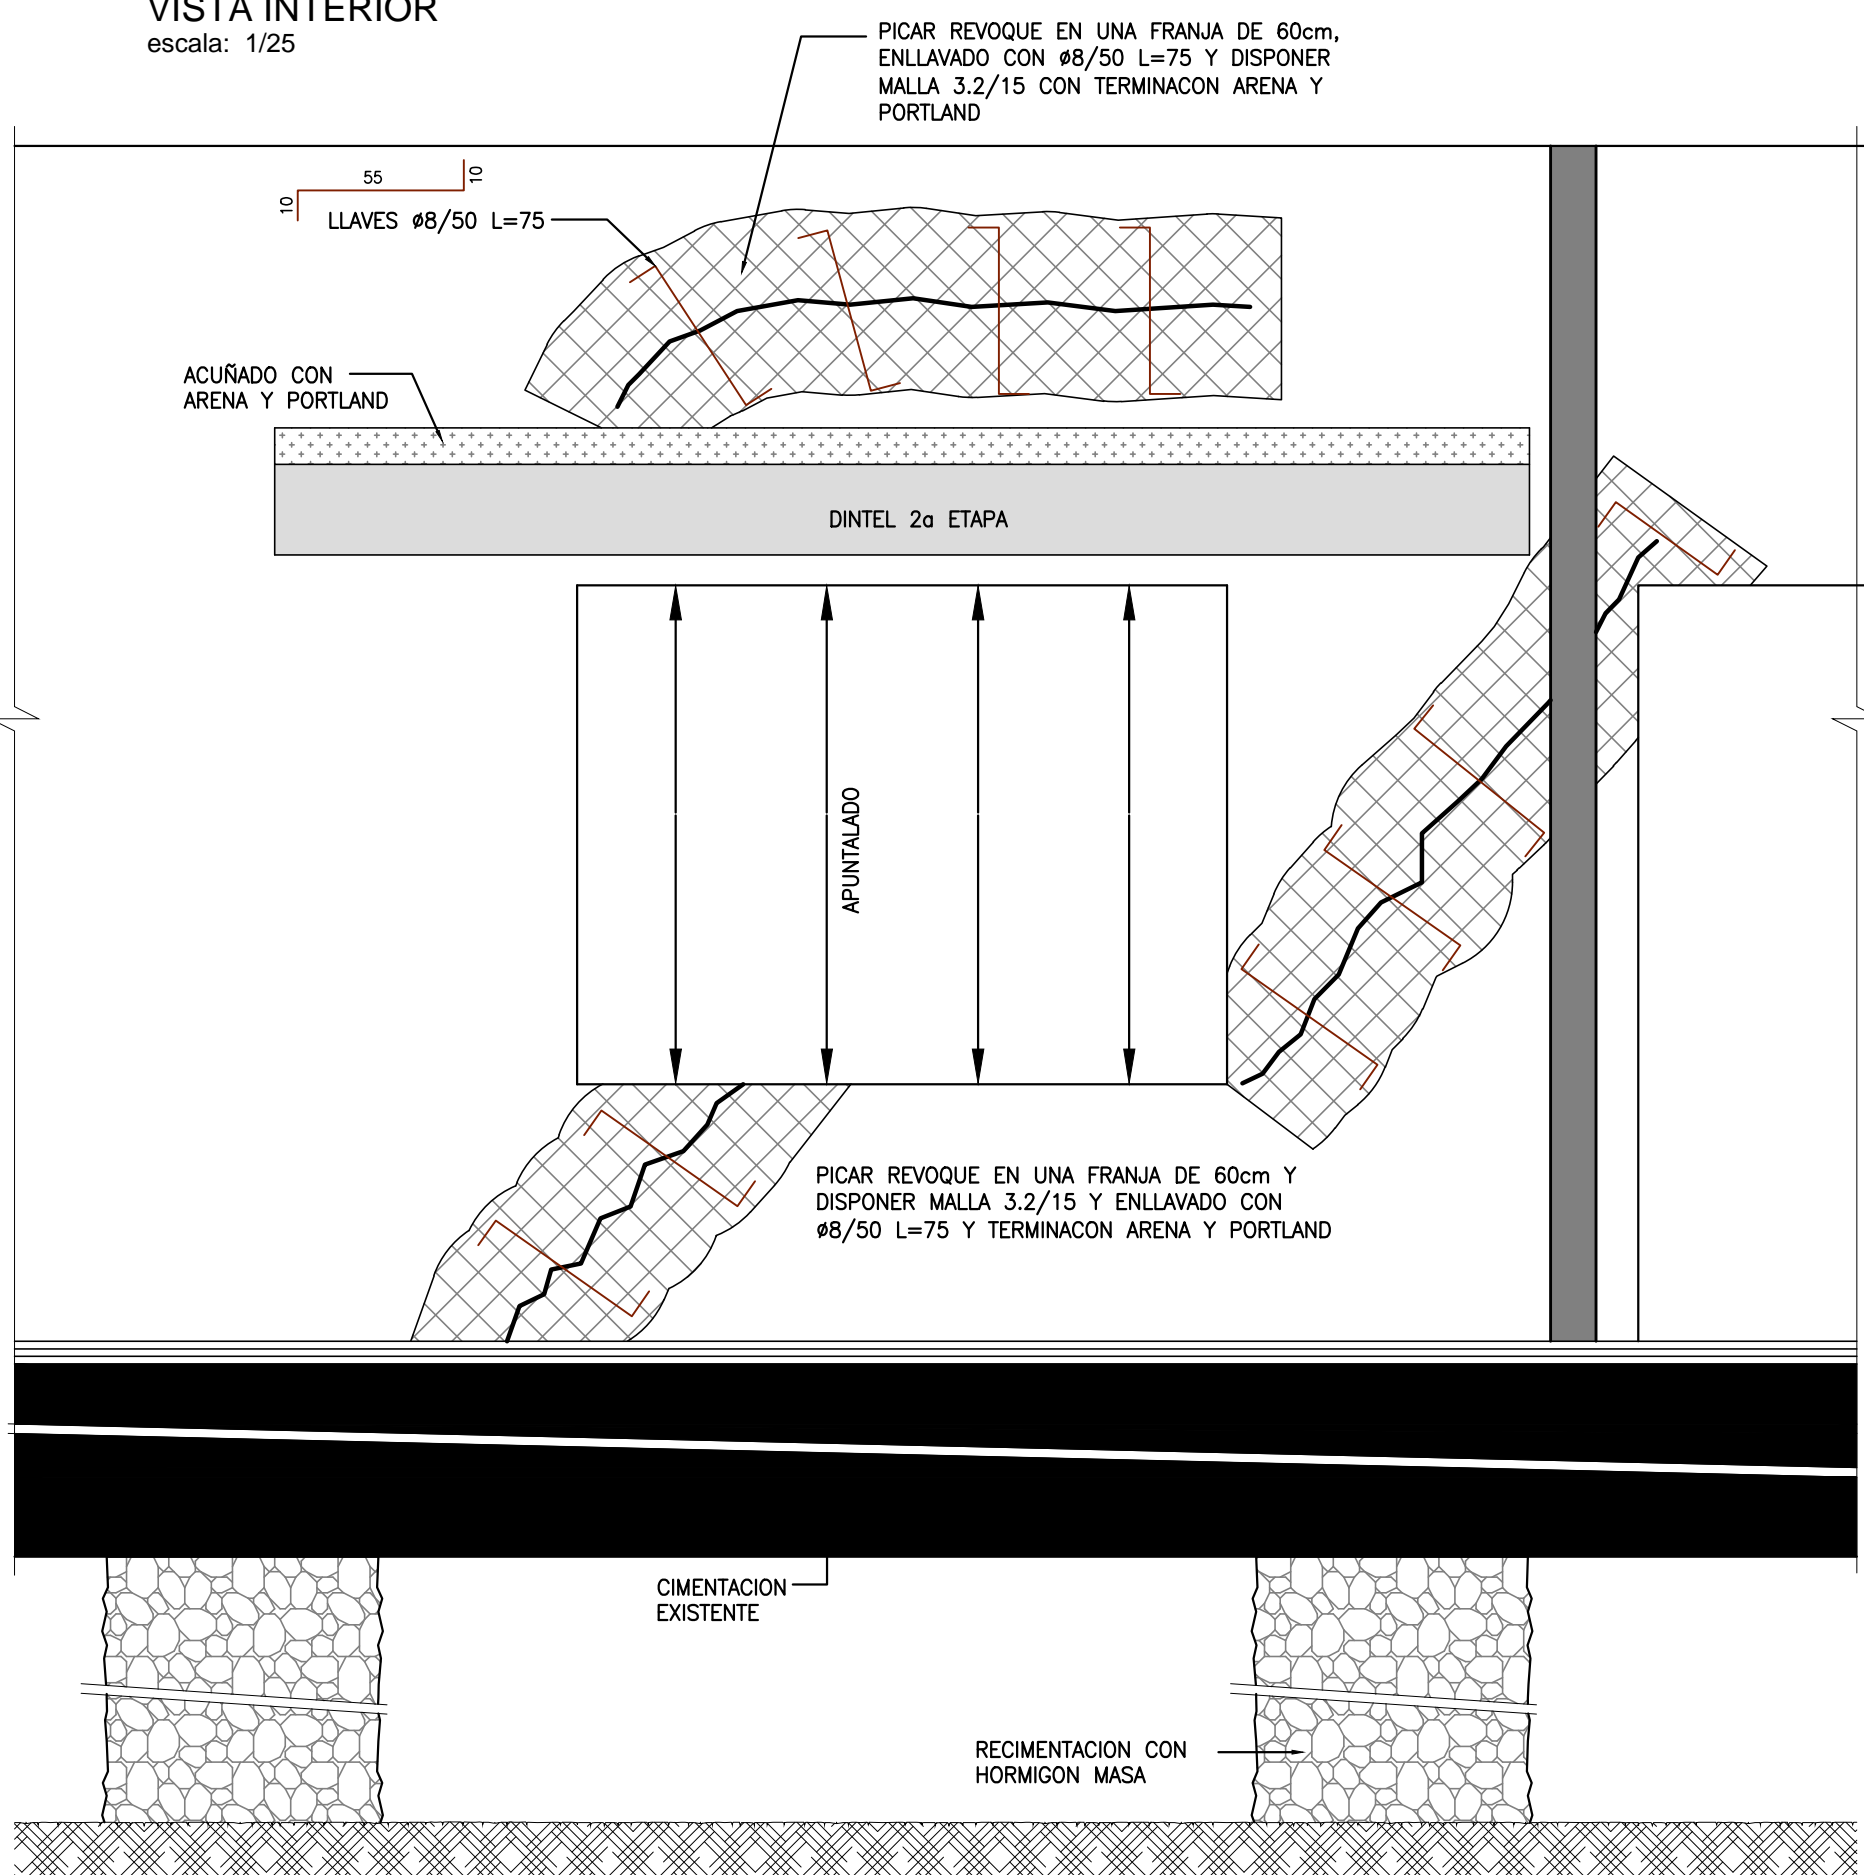 VISTA INTERIOR
escala: 1/25
PICAR REVOQUE EN UNA FRANJA DE 60cm,
ENLLAVADO CON ø8/50 L=75 Y DISPONER
MALLA 3.2/15 CON TERMINACON ARENA Y
PORTLAND
55
10
10
LLAVES ø8/50 L=75
ACUÑADO CON
ARENA Y PORTLAND
DINTEL 2a ETAPA
APUNTALADO
PICAR REVOQUE EN UNA FRANJA DE 60cm Y
DISPONER MALLA 3.2/15 Y ENLLAVADO CON
ø8/50 L=75 Y TERMINACON ARENA Y PORTLAND
CIMENTACION
EXISTENTE
RECIMENTACION CON
HORMIGON MASA